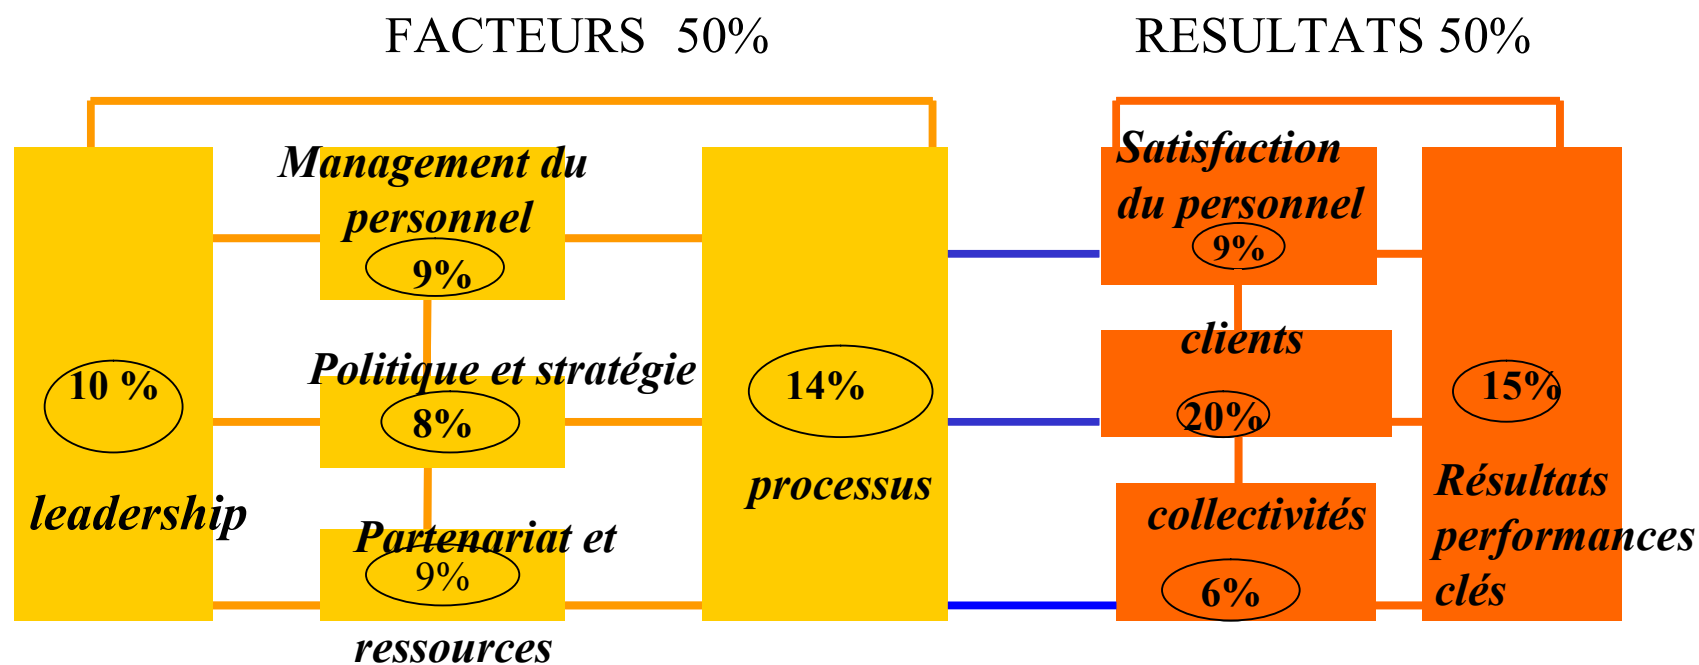 FACTEURS 50%
RESULTATS 50%
10 %
leadership
Management du
personnel
9%
Politique et stratégie
8%
Partenariat et
9%
ressources
14%
processus
Satisfaction
du personnel
9%
clients
20%
collectivités
6%
15%
Résultats
performances
clés